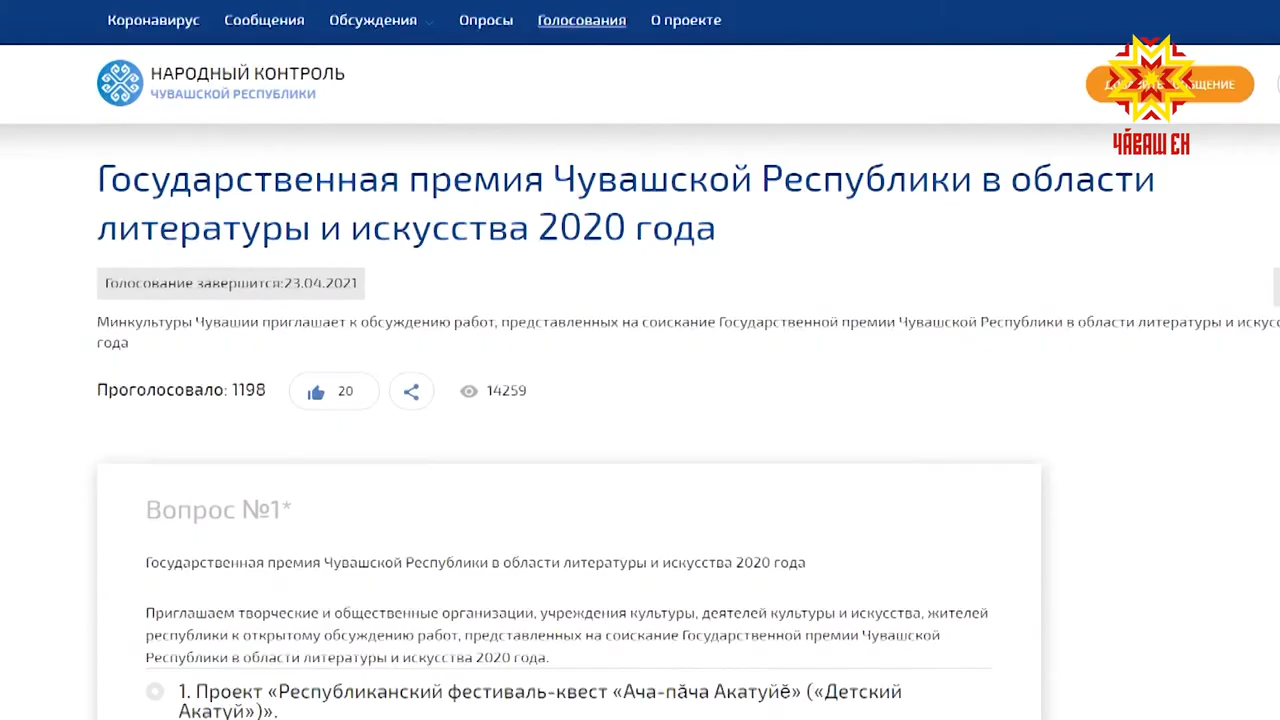 Коронавирус Сообщения Обсуждения Опросы Голосования О проекте
НАРОДНЫЙ КОНТРОЛЬ
ЧУВАШСКОЙ РЕСПУБЛИКИ
ЧӐВАШ ЕН
Государственная премия Чувашской Республики в области
литературы и искусства 2020 года
Голосование завершится:23.04.2021
Минкультуры Чувашии приглашает к обсуждению работ, представленных на соискание Государственной премии Чувашской Республики в области литературы и
года
Проголосовало: 1198 20 14259
Вопрос №1*
Государственная премия Чувашской Республики в области литературы и искусства 2020 года
Приглашаем творческие и общественные организации, учреждения культуры, деятелей культуры и искусства, жителей
республики к открытому обсуждению работ, представленных на соискание Государственной премии Чувашской
Республики в области литературы и искусства 2020 года.
1. Проект «Республиканский фестиваль-квест «Ача-пӑча Акатуйӗ» («Детский
Акатуй»)».